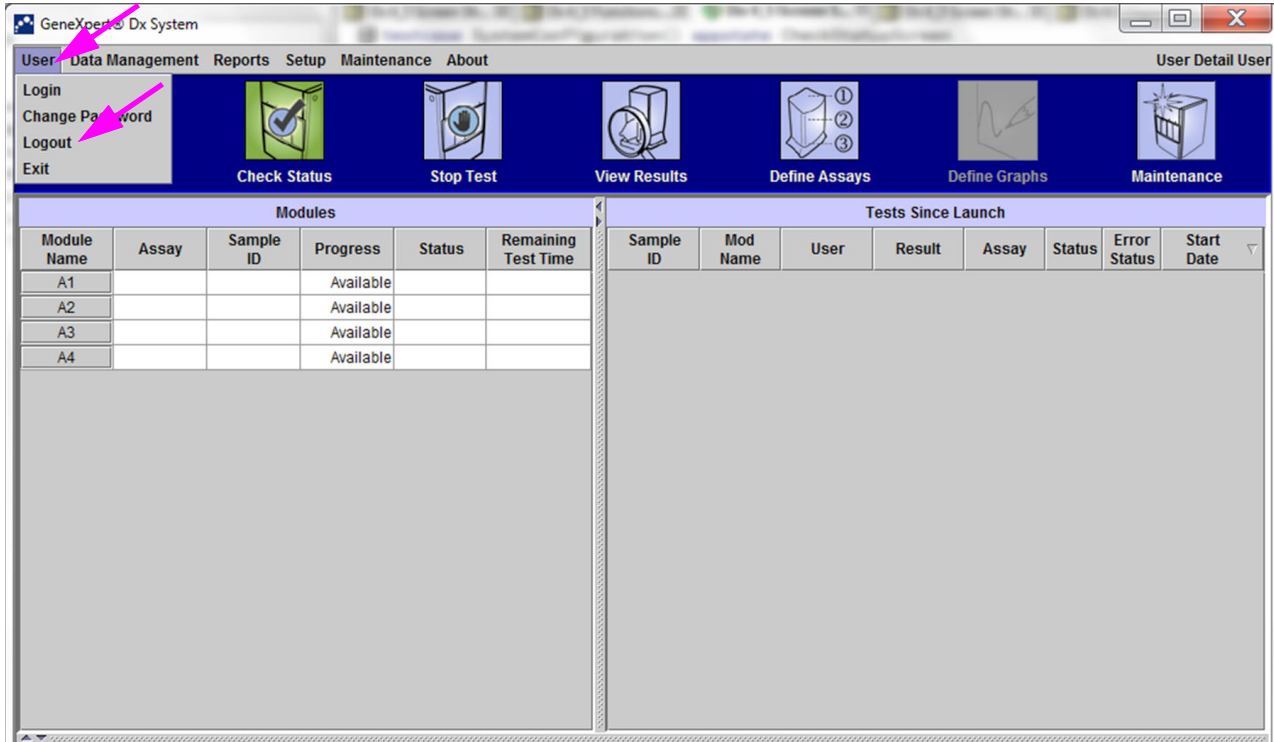 GeneXpert® Dx System
User Data Management Reports Setup Maintenance About User Detail User
Login
Change Password
Logout
Exit
Check Status Stop Test View Results Define Assays Define Graphs Maintenance
① 
②
③
Modules
Module Name Assay Sample ID Progress Status Remaining Test Time
A1 Available
A2 Available
A3 Available
A4 Available
Tests Since Launch
Sample ID Mod Name User Result Assay Status Error Status Start Date